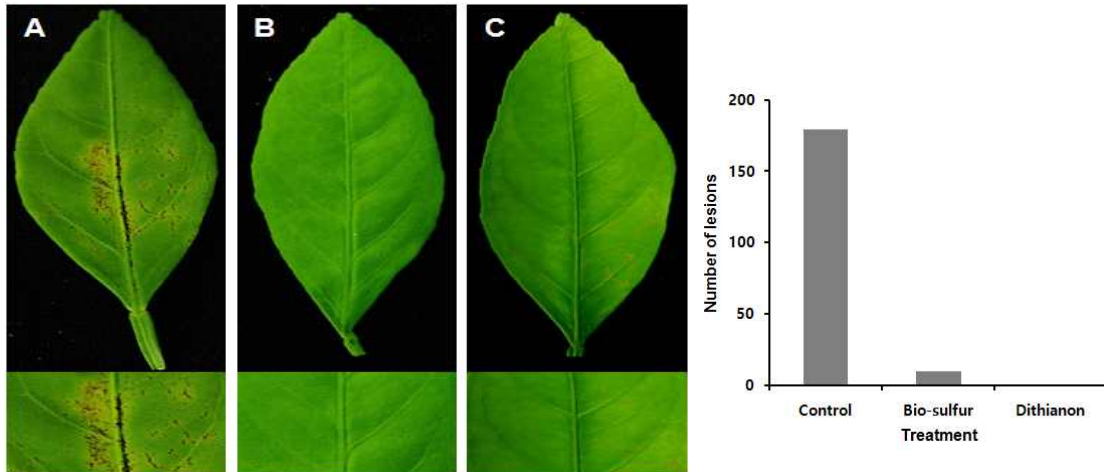 A
B
C
200
150
100
50
0
Number of lesions
Control
Bio-sulfur
Dithianon
Treatment